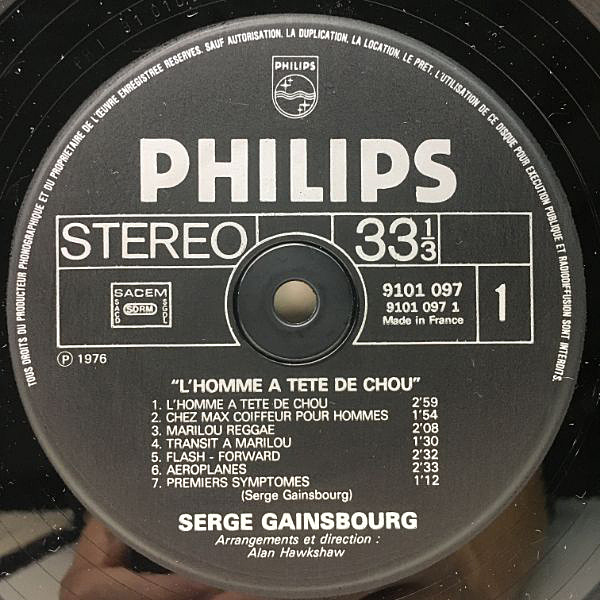 TOUS DROITS DU PRODUCTEUR PHONOGRAPHIQUE ET DU PROPRIETAIRE DE L'ŒUVRE ENREGISTREE RESERVES. SAUF AUTORISATION, LA DUPLICATION, LA LOCATION, LE PRET, L'UTILISATION DE CE DISQUE POUR EXECUTION PUBLIQUE ET RADIODIFFUSION SONT INTERDITS.
PHILIPS
PHILIPS
STEREO 33 1/3
SACEM
SACD SDRM SGDL
9101 097
9101 097 1
Made in France
1
Ⓟ 1976
"L'HOMME A TETE DE CHOU"
1. L'HOMME A TETE DE CHOU 2'59
2. CHEZ MAX COIFFEUR POUR HOMMES 1'54
3. MARILOU REGGAE 2'08
4. TRANSIT A MARILOU 1'30
5. FLASH - FORWARD 2'32
6. AEROPLANES 2'33
7. PREMIERS SYMPTOMES 1'12
(Serge Gainsbourg)
SERGE GAINSBOURG
Arrangements et direction :
Alan Hawkshaw